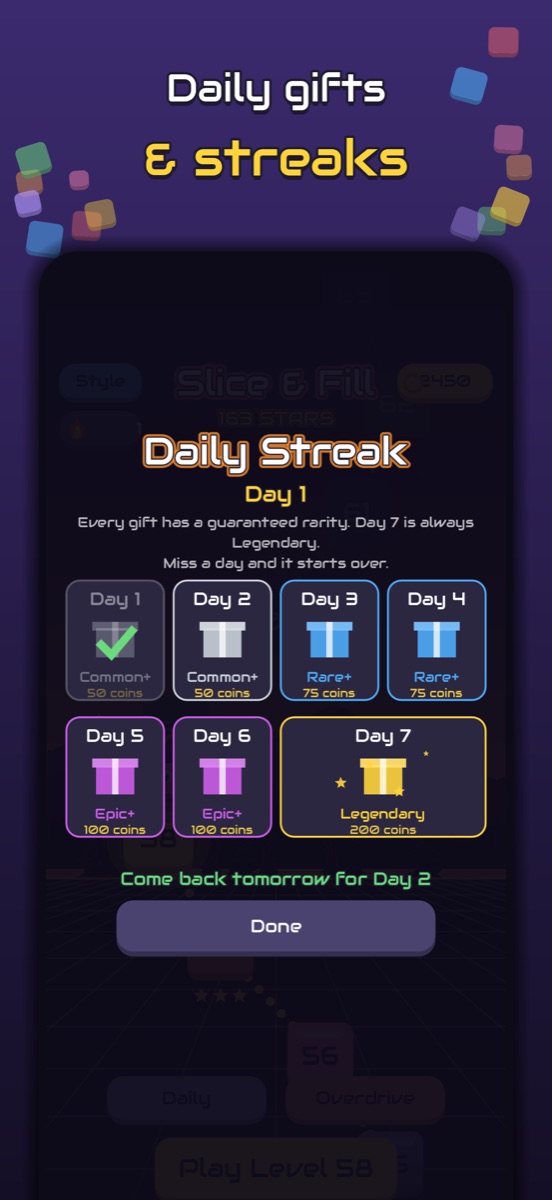 Daily gifts
& streaks
Style
Slice & Fill
2450
163 STARS
Daily Streak
Day 1
Every gift has a guaranteed rarity. Day 7 is always
Legendary.
Miss a day and it starts over.
Day 1
Common+
50 coins
Day 2
Common+
50 coins
Day 3
Rare+
75 coins
Day 4
Rare+
75 coins
Day 5
Epic+
100 coins
Day 6
Epic+
100 coins
Day 7
Legendary
200 coins
58
Come back tomorrow for Day 2
Done
56
Daily
Overdrive
Play Level 58